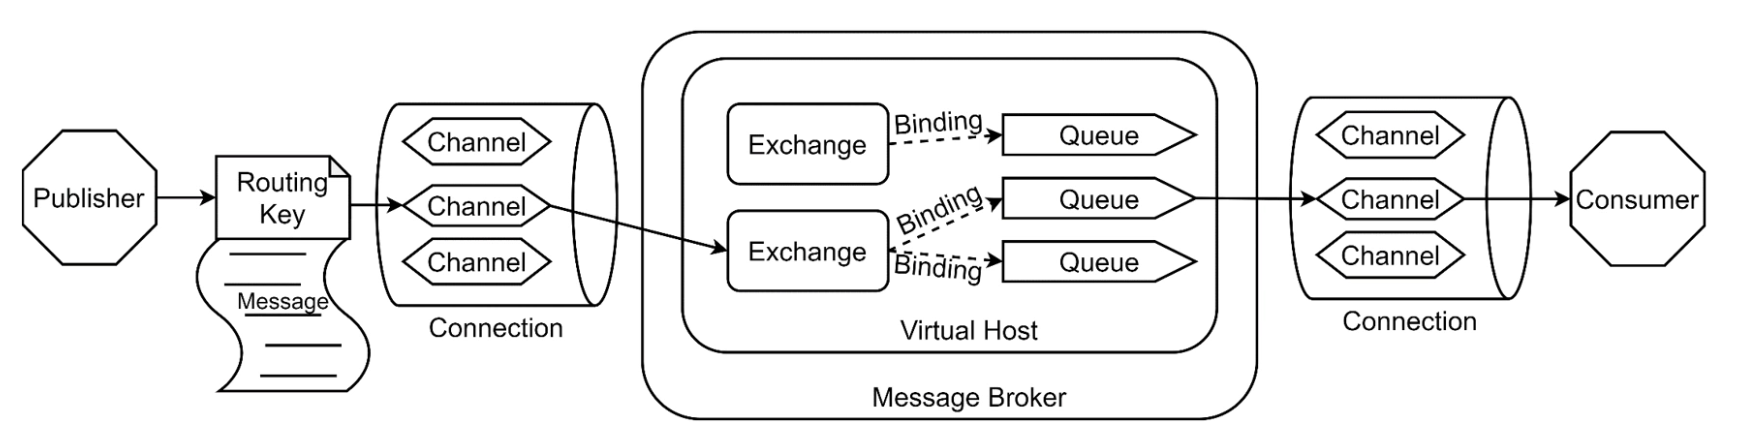 Publisher
Routing
Key
Message
Channel
Channel
Channel
Connection
Exchange
Binding
Queue
Exchange
Binding
Queue
Binding
Queue
Virtual Host
Message Broker
Channel
Channel
Channel
Connection
Consumer